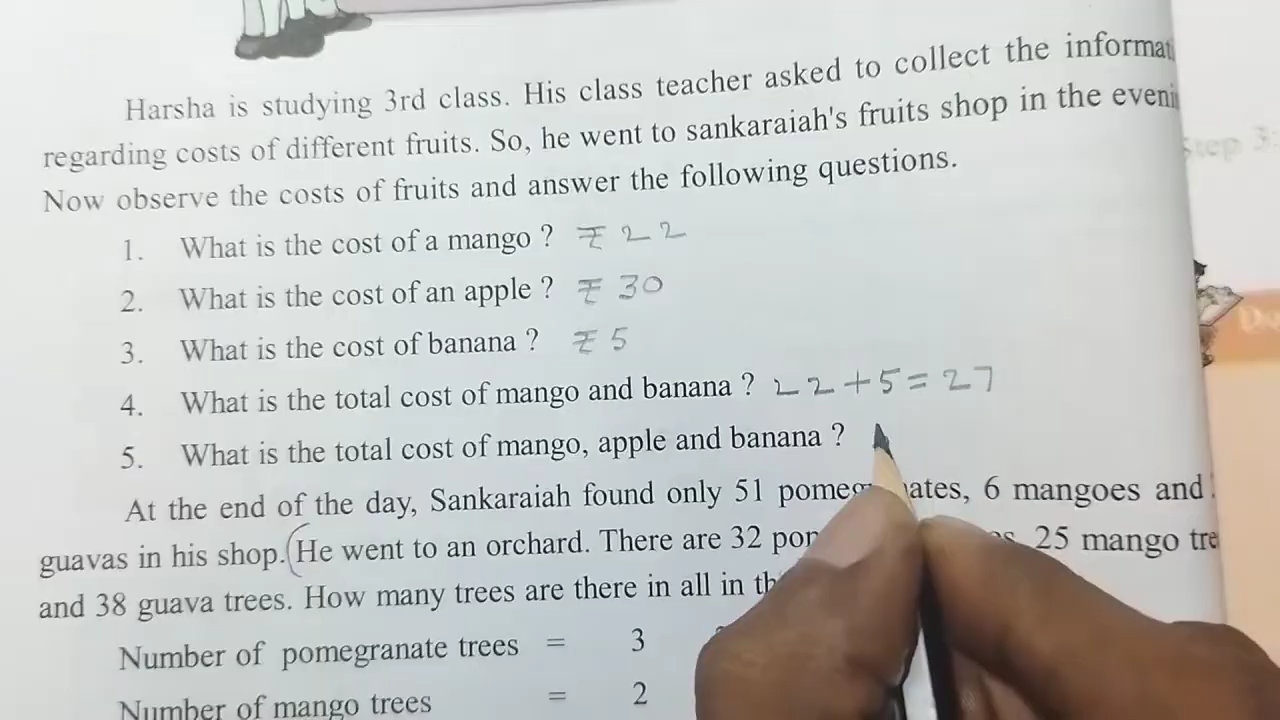 Harsha is studying 3rd class. His class teacher asked to collect the
regarding costs of different fruits. So, he went to sankaraiah's fruits shop in the
Now observe the costs of fruits and answer the following questions.
1. What is the cost of a mango ? ₹ 22
2. What is the cost of an apple ? ₹ 30
3. What is the cost of banana ? ₹ 5
4. What is the total cost of mango and banana ? 22+5=27
5. What is the total cost of mango, apple and banana ?
At the end of the day, Sankaraiah found only 51 6 mangoes and
guavas in his shop. (He went to an orchard. There are 32 25 mango
and 38 guava trees. How many trees are there in all in
Number of pomegranate trees = 3
Number of mango trees = 2
Step 3: